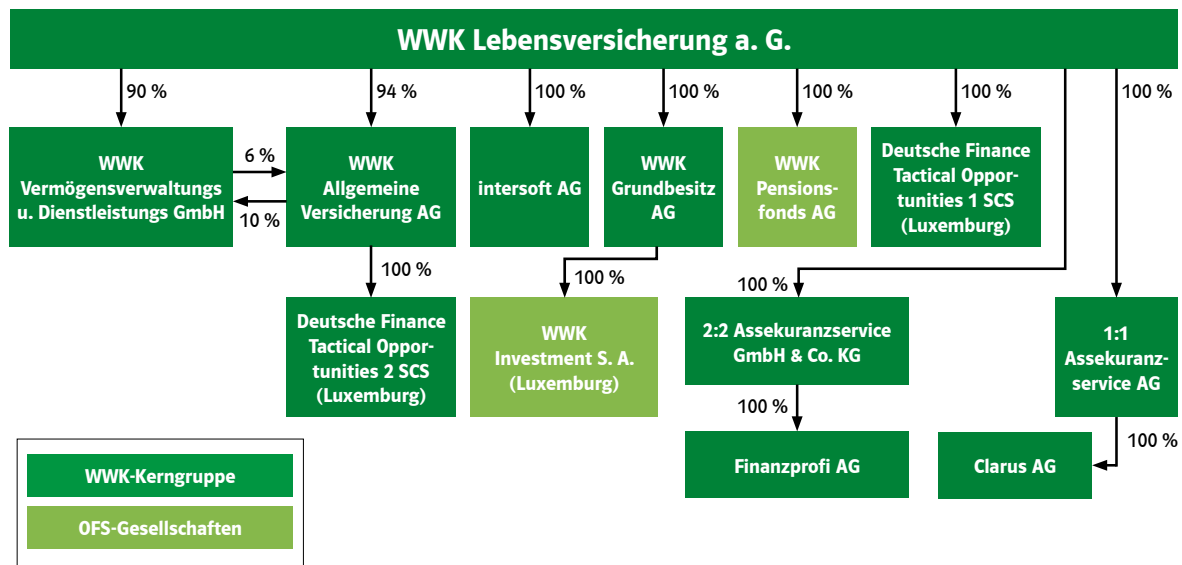 WWK Lebensversicherung a. G.
90 %
94 %
100 %
100 %
100 %
100 %
100 %
WWK
Vermögensverwaltungs
u. Dienstleistungs GmbH
6 %
10 %
WWK
Allgemeine
Versicherung AG
intersoft AG
WWK
Grundbesitz
AG
WWK
Pensions-
fonds AG
Deutsche Finance
Tactical Oppor-
tunities 1 SCS
(Luxemburg)
100 %
100 %
100 %
Deutsche Finance
Tactical Oppor-
tunities 2 SCS
(Luxemburg)
WWK
Investment S. A.
(Luxemburg)
2:2 Assekuranzservice
GmbH & Co. KG
1:1
Assekuranz-
service AG
100 %
100 %
Finanzprofi AG
Clarus AG
WWK-Kerngruppe
OFS-Gesellschaften